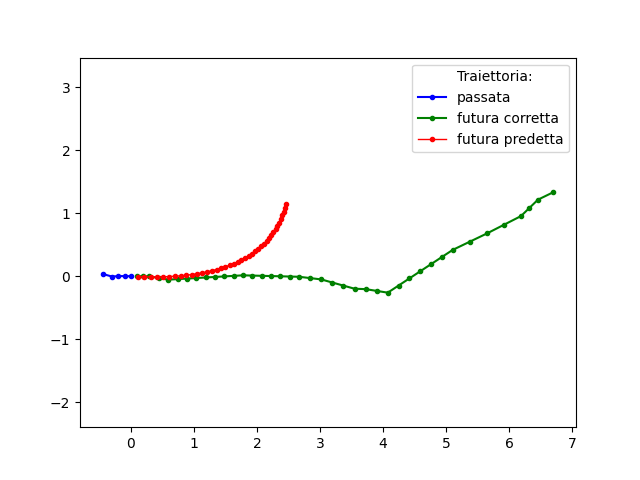 Traiettoria:
passata
futura corretta
futura predetta
3
2
1
0
−1
−2
0 1 2 3 4 5 6 7